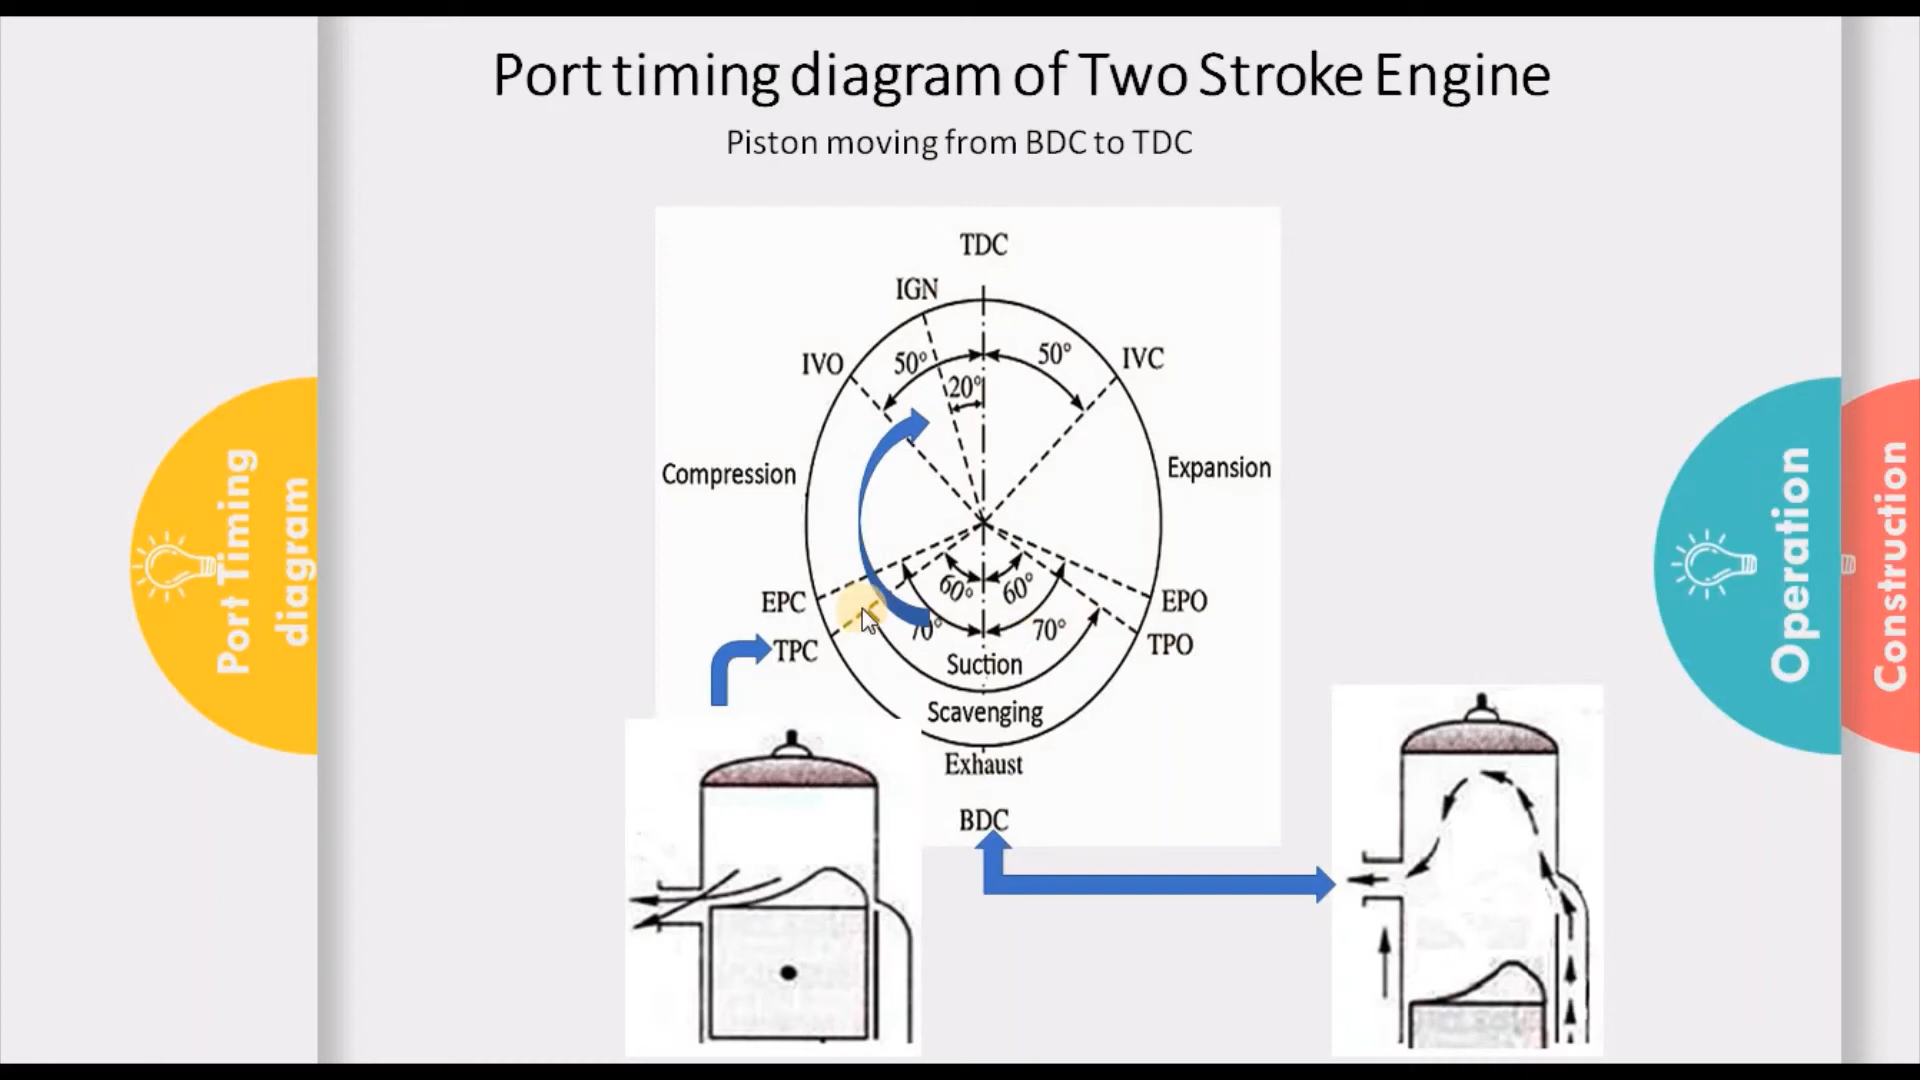 Port timing diagram of Two Stroke Engine
Piston moving from BDC to TDC
TDC
IGN
IVO
50°
50°
IVC
20°
Compression
Expansion
EPC
60°
60°
EPO
TPC
70°
70°
TPO
Suction
Scavenging
Exhaust
BDC
Port Timing
diagram
Operation
Construction